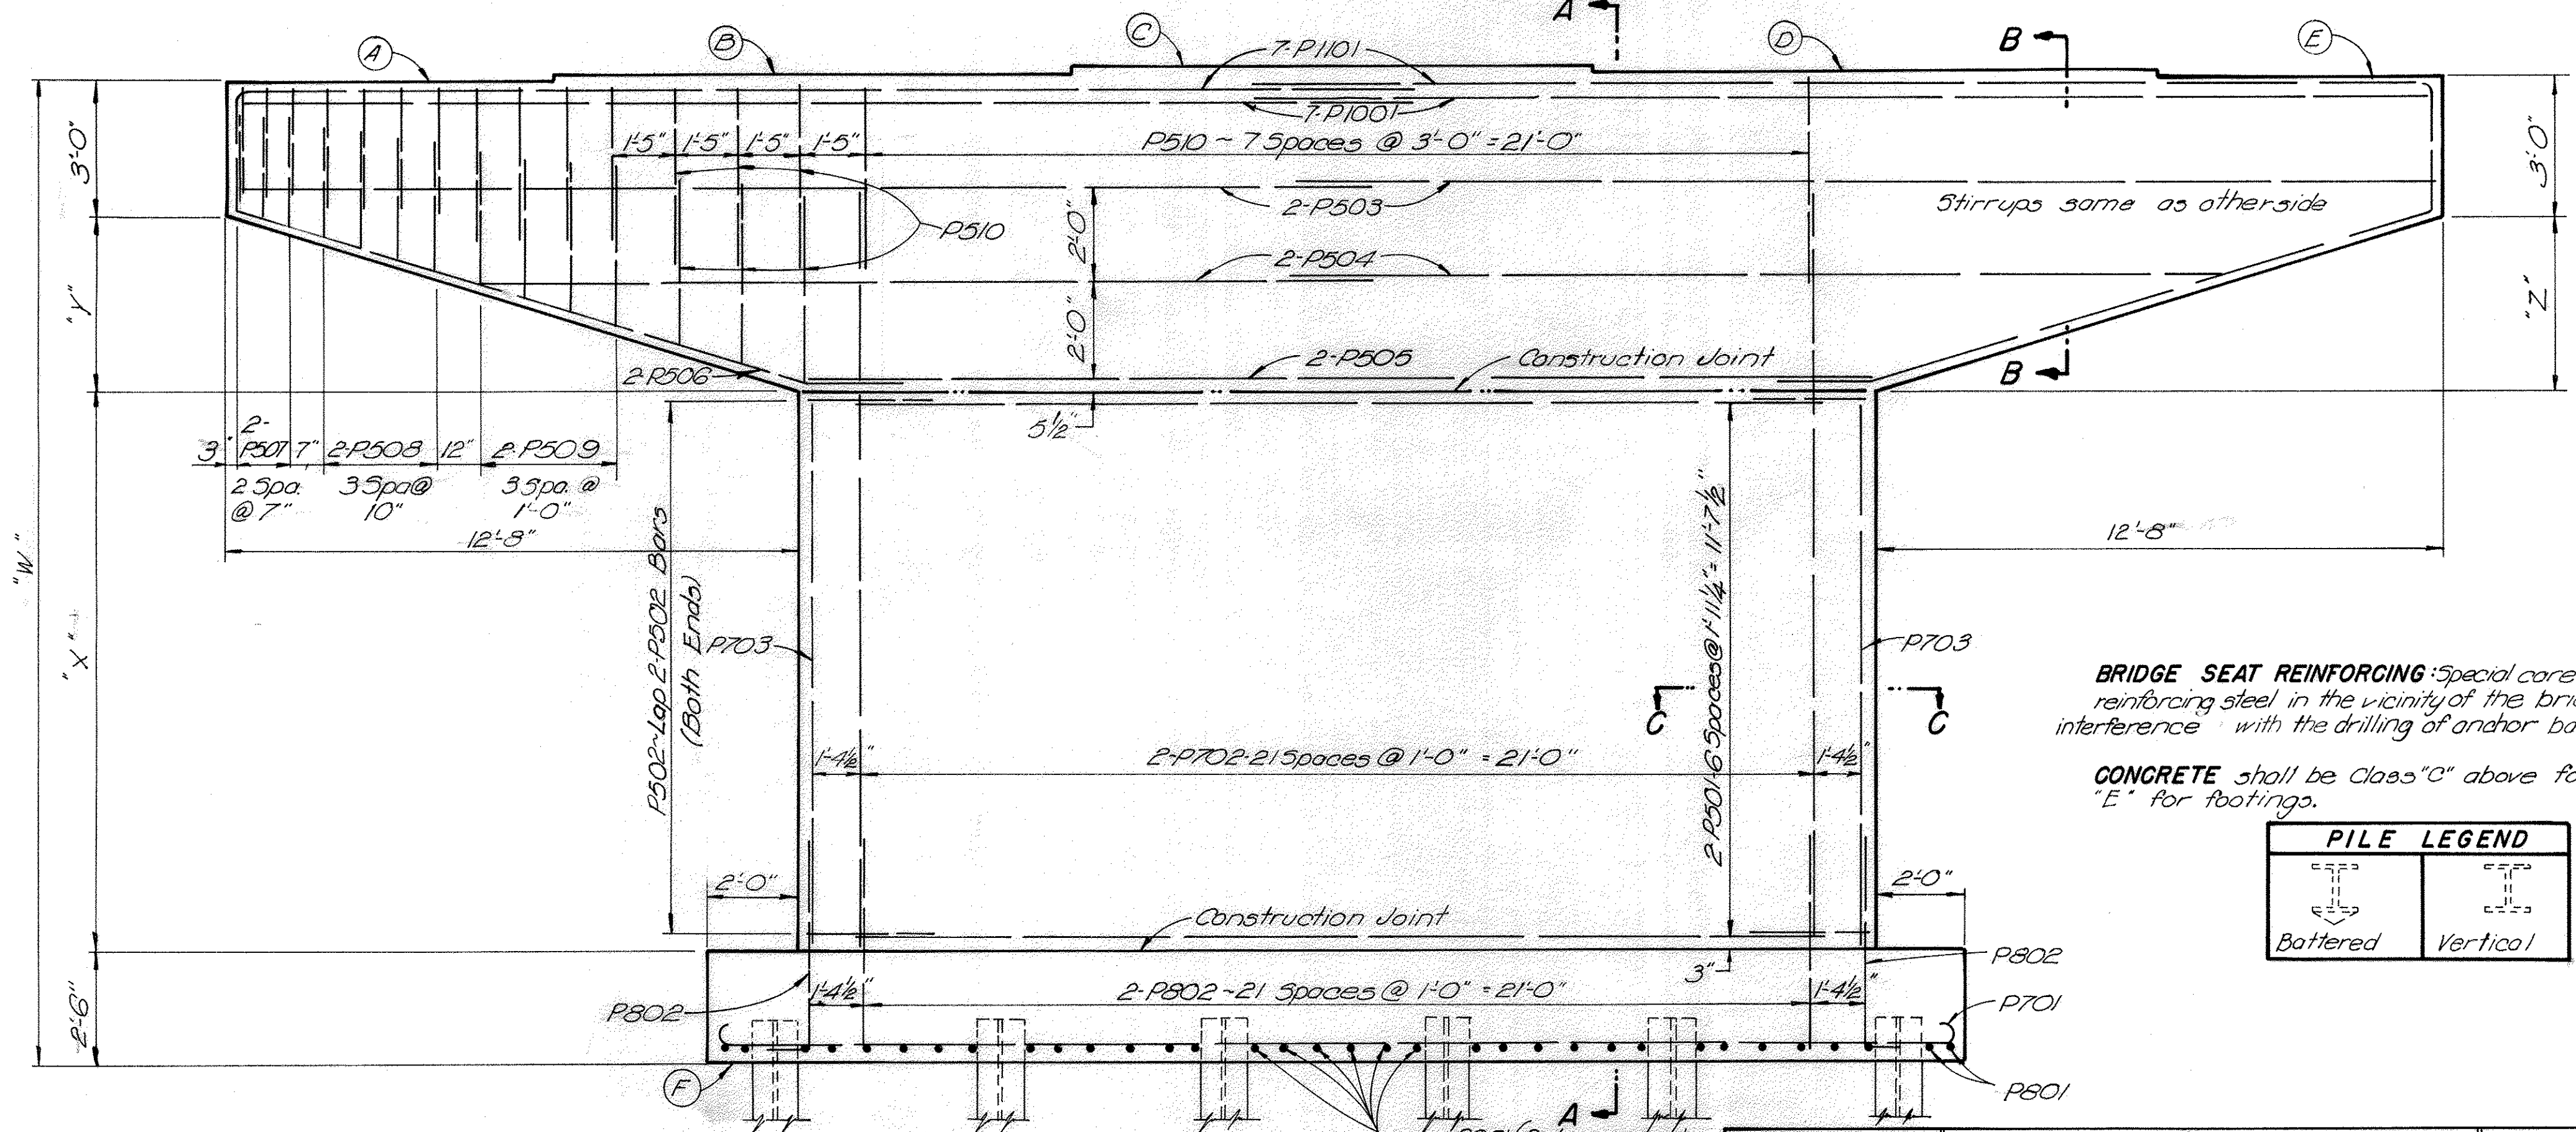 A
A
B
C
D
B
E
7-P1101
7-P1001
1'-5" 1'-5" 1'-5" 1'-5"
P510 ~ 7 Spaces @ 3'-0" = 21'-0"
3'-0"
3'-0"
2-P503
Stirrups same as otherside
P510
2'-0"
2-P504
"Y"
"Z"
2'-0"
2-P505
Construction Joint
2-P506
B
5½"
3" 2-P507 7" 2-P508 12" 2-P509
2 Spa. @ 7"
3 Spa @ 10"
3 Spa. @ 1'-0"
12'-8"
12'-8"
"W"
"X"
P502~Lap 2-P502 Bars
(Both Ends)
P703
2-P501-6 Spaces @ 1'-11¼" = 11'-7½"
P703
C
C
BRIDGE SEAT REINFORCING: Special care
reinforcing steel in the vicinity of the
interference with the drilling of anchor
CONCRETE shall be Class "C" above
"E" for footings.
1'-4½"
2-P702-21 Spaces @ 1'-0" = 21'-0"
1'-4½"
PILE LEGEND
Battered
Vertical
2'-0"
2'-0"
Construction Joint
3"
P802
P802
1'-4½"
2-P802~21 Spaces @ 1'-0" = 21'-0"
1'-4½"
P701
2'-6"
F
P801
A